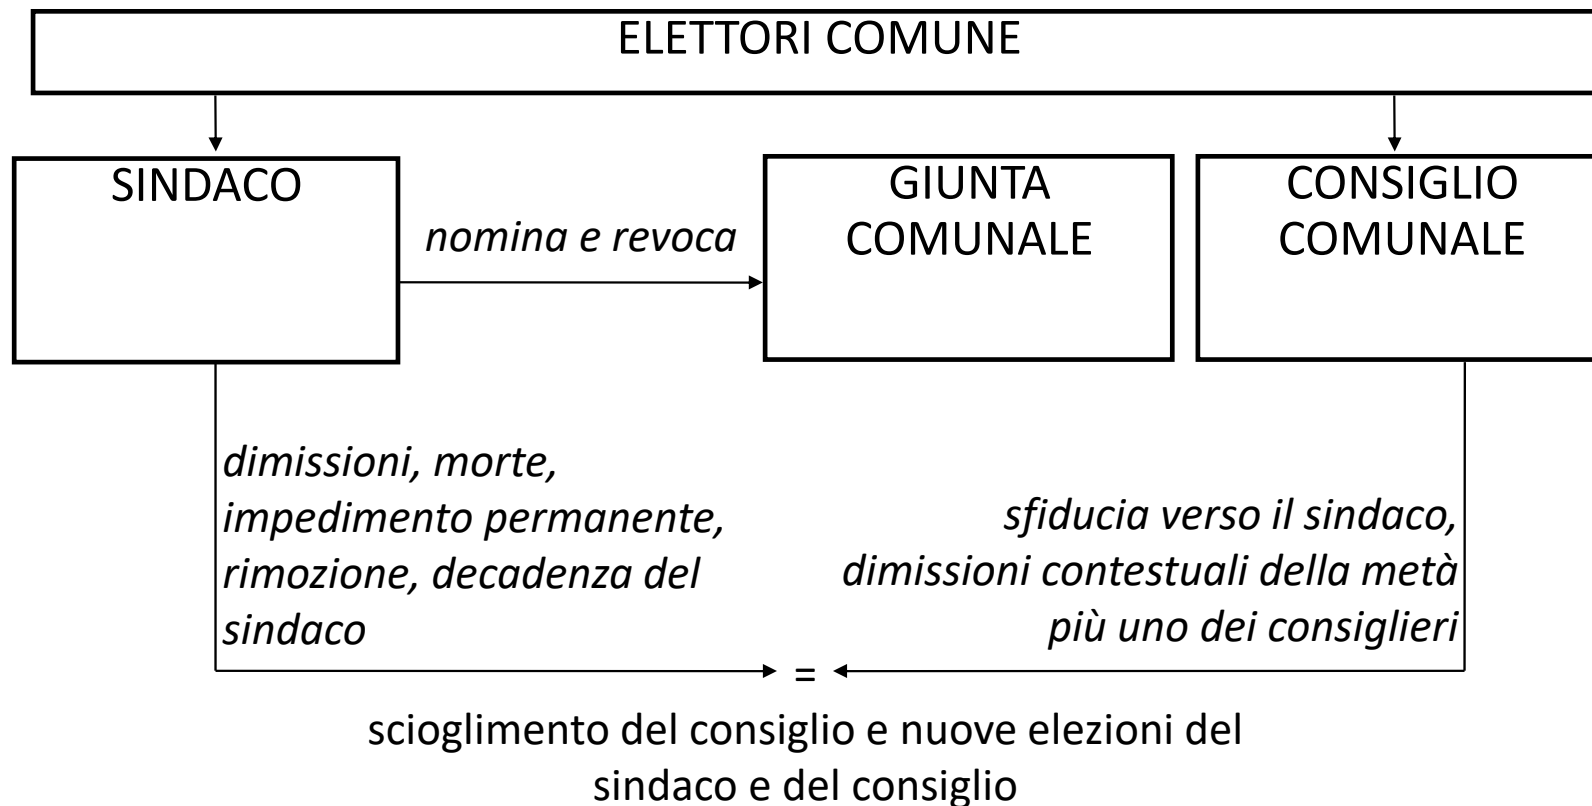 ELETTORI COMUNE
SINDACO
nomina e revoca
GIUNTA
COMUNALE
CONSIGLIO
COMUNALE
dimissioni, morte,
impedimento permanente,
rimozione, decadenza del
sindaco
sfiducia verso il sindaco,
dimissioni contestuali della metà
più uno dei consiglieri
=
scioglimento del consiglio e nuove elezioni del
sindaco e del consiglio